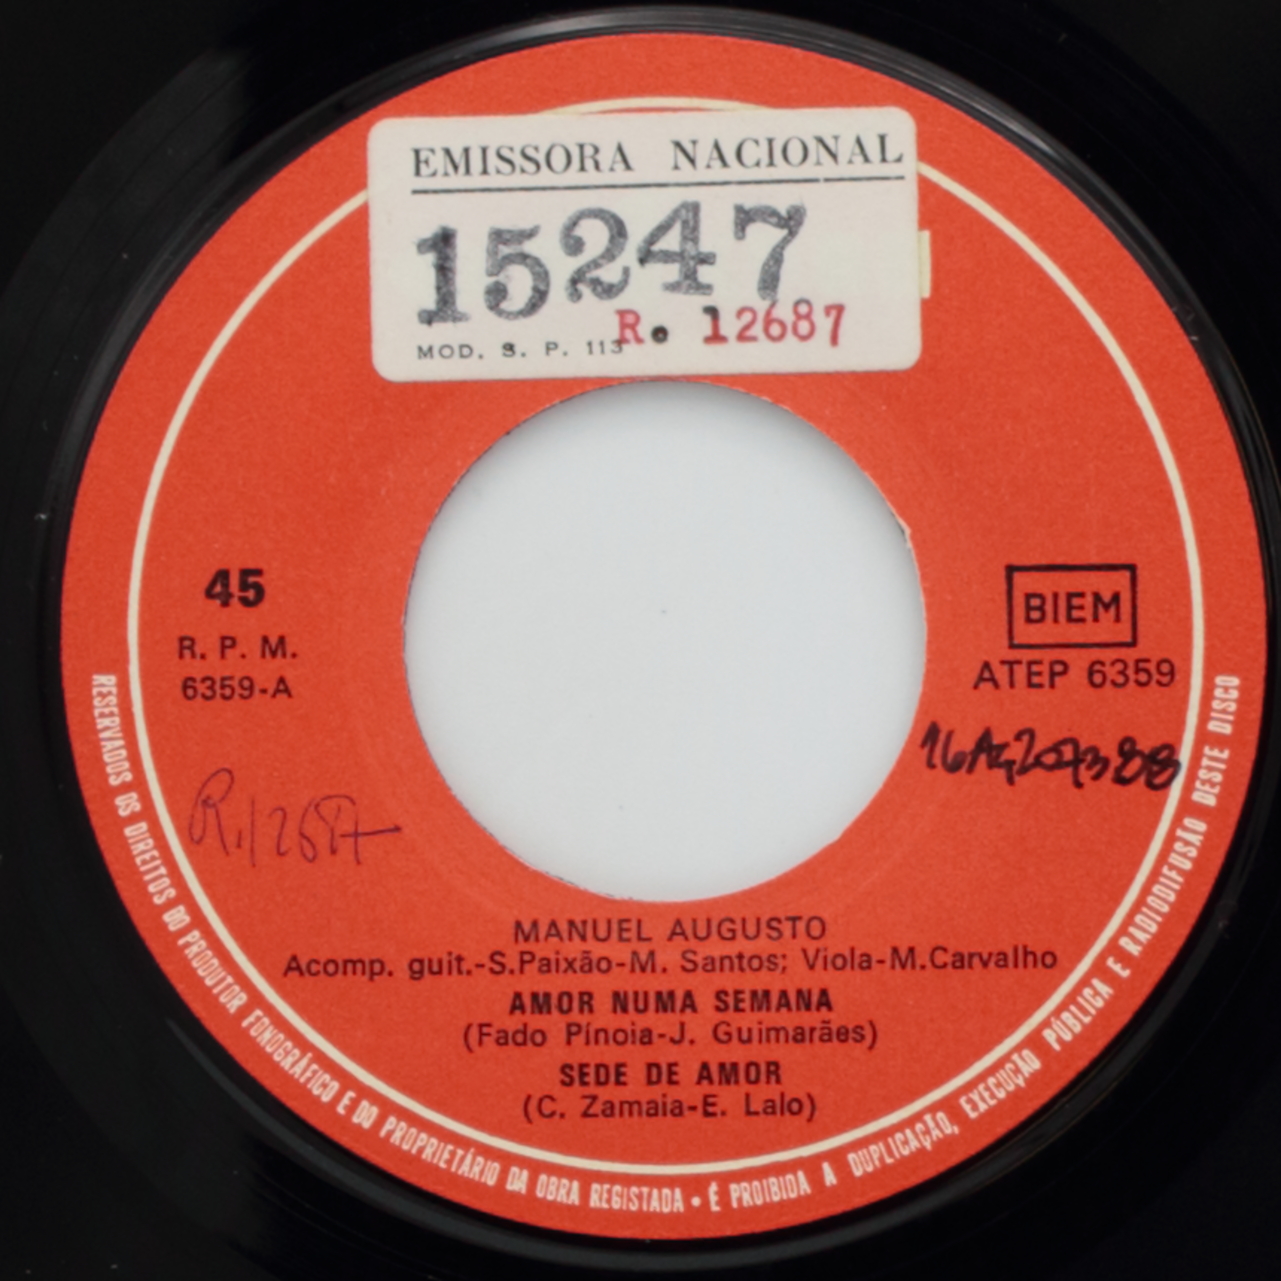 EMISSORA NACIONAL
15247
R. 12687
MOD. S. P. 113
45
R. P. M.
6359-A
BIEM
ATEP 6359
R.12687
MANUEL AUGUSTO
Acomp. guit.-S.Paixão-M. Santos; Viola-M.Carvalho
AMOR NUMA SEMANA
(Fado Pínoia-J. Guimarães)
SEDE DE AMOR
(C. Zamaia-E. Lalo)
RESERVADOS OS DIREITOS DO PRODUTOR FONOGRÁFICO E DO PROPRIETÁRIO DA OBRA REGISTADA • É PROIBIDA A DUPLICAÇÃO, EXECUÇÃO PÚBLICA E RADIODIFUSÃO DESTE DISCO